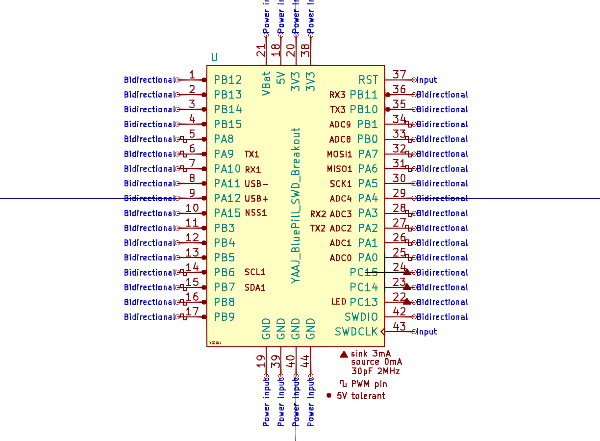 Power input Power input Power input Power input
21 18 20 38
U
VBat 5V 3V3 3V3
Bidirectional 1 PB12
Bidirectional 2 PB13
Bidirectional 3 PB14
Bidirectional 4 PB15
Bidirectional 5 PA8
Bidirectional 6 PA9 TX1
Bidirectional 7 PA10 RX1
Bidirectional 8 PA11 USB-
Bidirectional 9 PA12 USB+
Bidirectional 10 PA15 NSS1
Bidirectional 11 PB3
Bidirectional 12 PB4
Bidirectional 13 PB5
Bidirectional 14 PB6 SCL1
Bidirectional 15 PB7 SDA1
Bidirectional 16 PB8
Bidirectional 17 PB9
YAAJ_BluePill_SWD_Breakout
RST 37 Input
RX3 PB11 36 Bidirectional
TX3 PB10 35 Bidirectional
ADC9 PB1 34 Bidirectional
ADC8 PB0 33 Bidirectional
MOSI1 PA7 32 Bidirectional
MISO1 PA6 31 Bidirectional
SCK1 PA5 30 Bidirectional
ADC4 PA4 29 Bidirectional
RX2 ADC3 PA3 28 Bidirectional
TX2 ADC2 PA2 27 Bidirectional
ADC1 PA1 26 Bidirectional
ADC0 PA0 25 Bidirectional
PC15 24 Bidirectional
PC14 23 Bidirectional
LED PC13 22 Bidirectional
SWDIO 42 Bidirectional
SWDCLK 43 Input
GND GND GND GND
19 39 40 44
Power input Power input Power input Power input
sink 3mA
source 0mA
30pF 2MHz
PWM pin
5V tolerant